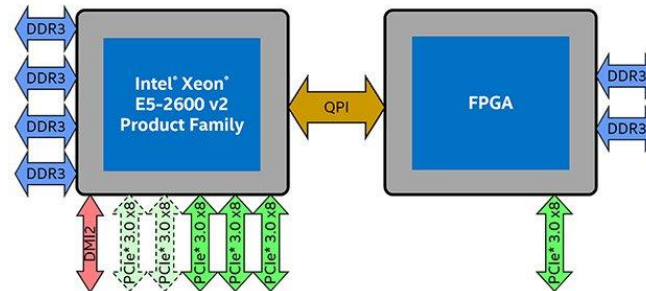 DDR3
DDR3
DDR3
DDR3
Intel® Xeon®
E5-2600 v2
Product Family
QPI
FPGA
DDR3
DDR3
DMI2
PCIe* 3.0 x8
PCIe* 3.0 x8
PCIe* 3.0 x8
PCIe* 3.0 x8
PCIe* 3.0 x8
PCIe* 3.0 x8